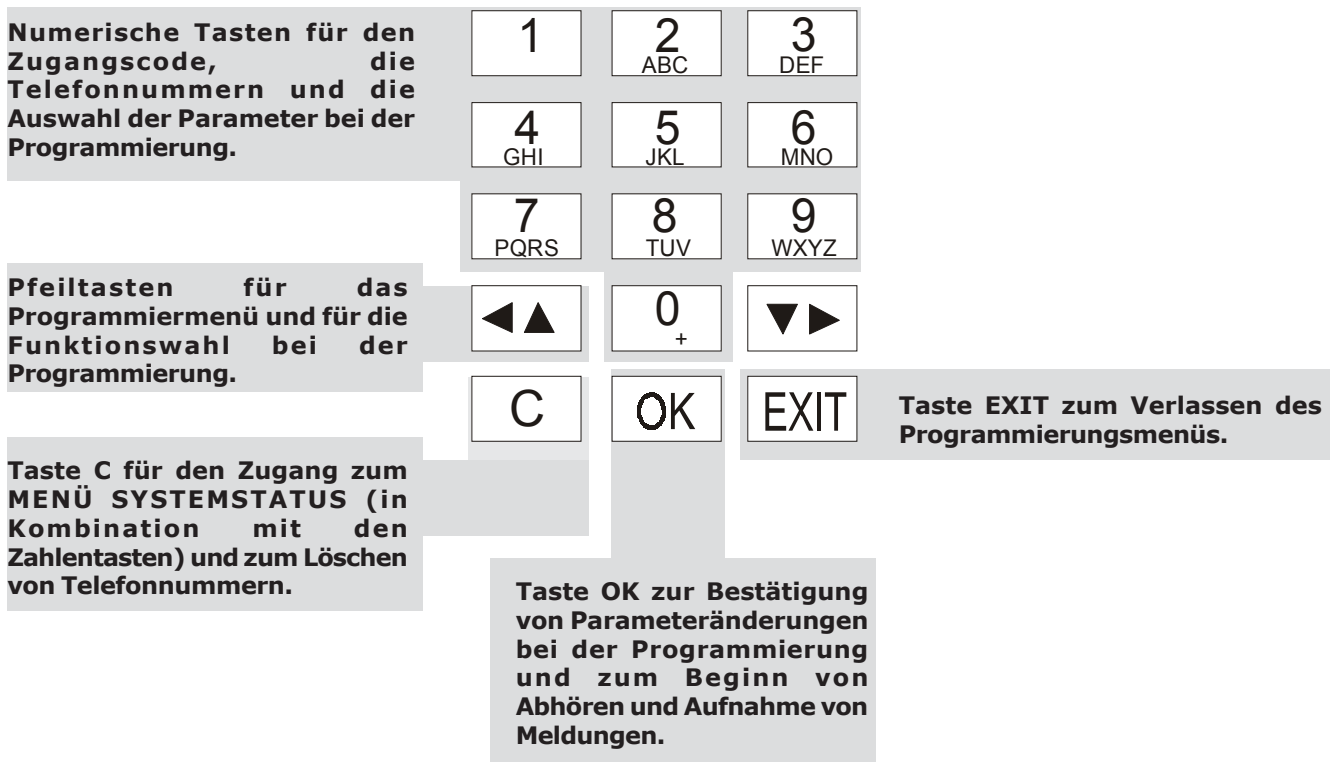 Numerische Tasten für den
Zugangscode, die
Telefonnummern und die
Auswahl der Parameter bei der
Programmierung.
1
2
ABC
3
DEF
4
GHI
5
JKL
6
MNO
7
PQRS
8
TUV
9
WXYZ
Pfeiltasten für das
Programmiermenü und für die
Funktionswahl bei der
Programmierung.
◀▲
0
+
▼▶
C
OK
EXIT
Taste EXIT zum Verlassen des
Programmierungsmenüs.
Taste C für den Zugang zum
MENÜ SYSTEMSTATUS (in
Kombination mit den
Zahlentasten) und zum Löschen
von Telefonnummern.
Taste OK zur Bestätigung
von Parameteränderungen
bei der Programmierung
und zum Beginn von
Abhören und Aufnahme von
Meldungen.